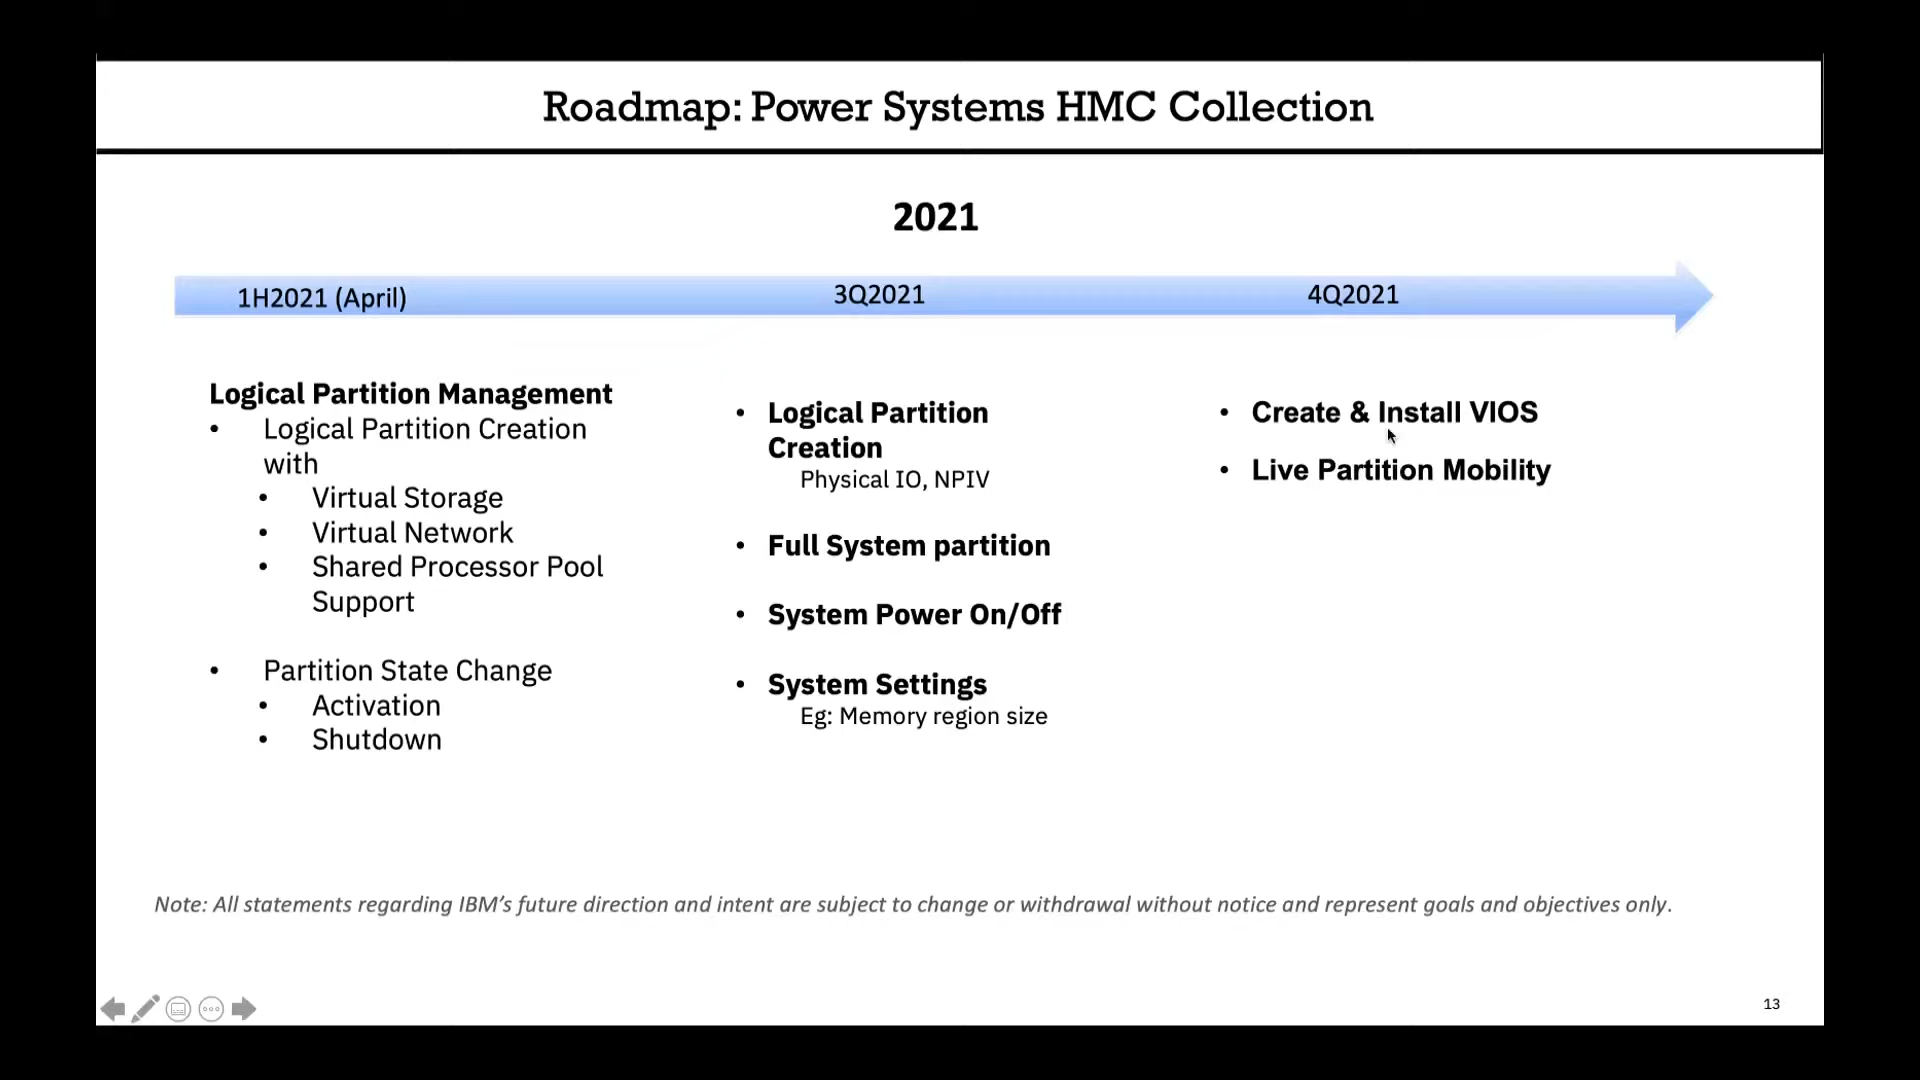 Roadmap: Power Systems HMC Collection
2021
1H2021 (April)
3Q2021
4Q2021
Logical Partition Management
• Logical Partition Creation
with
• Virtual Storage
• Virtual Network
• Shared Processor Pool
Support
• Partition State Change
• Activation
• Shutdown
• Logical Partition
Creation
Physical IO, NPIV
• Full System partition
• System Power On/Off
• System Settings
Eg: Memory region size
• Create & Install VIOS
• Live Partition Mobility
Note: All statements regarding IBM’s future direction and intent are subject to change or withdrawal without notice and represent goals and objectives only.
13